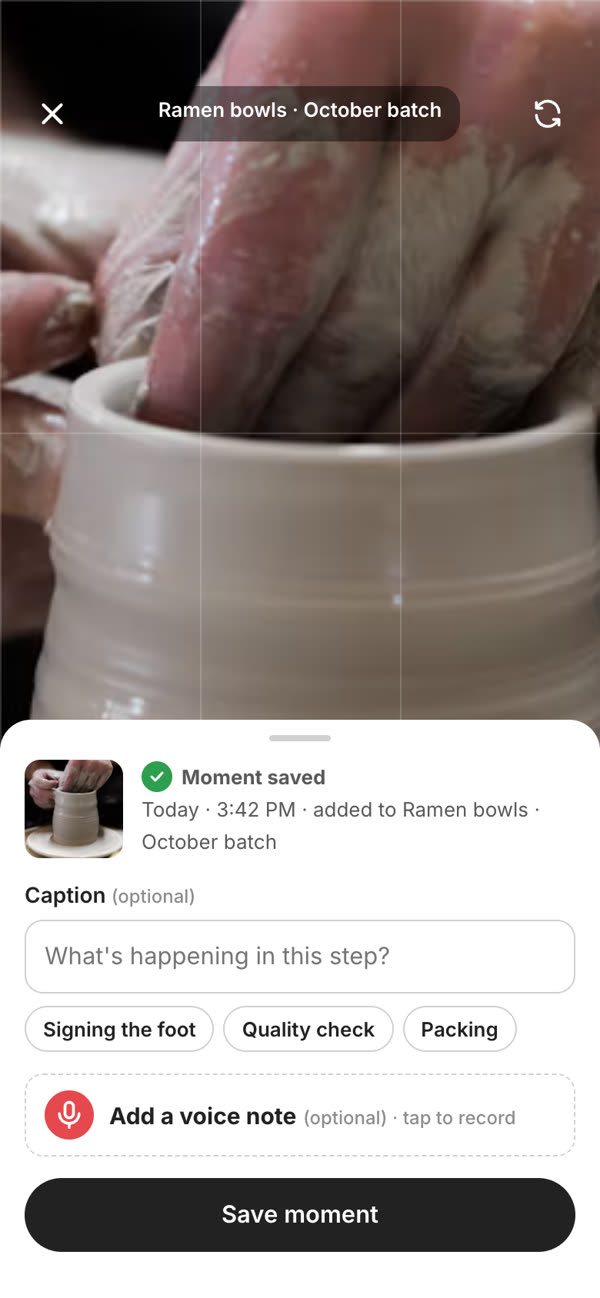 Ramen bowls · October batch
Moment saved
Today · 3:42 PM · added to Ramen bowls ·
October batch
Caption (optional)
What's happening in this step?
Signing the foot Quality check Packing
Add a voice note (optional) · tap to record
Save moment